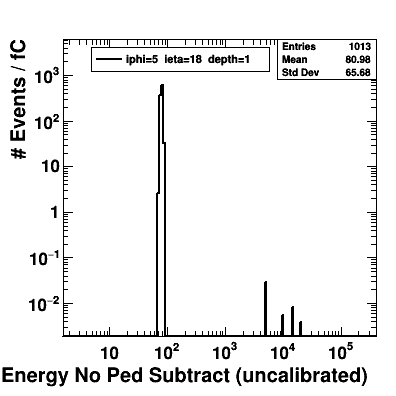 # Events / fC
iphi=5 ieta=18 depth=1
Entries 1013
Mean 80.98
Std Dev 65.68
10³
10²
10
1
10⁻¹
10⁻²
10 10² 10³ 10⁴ 10⁵
Energy No Ped Subtract (uncalibrated)